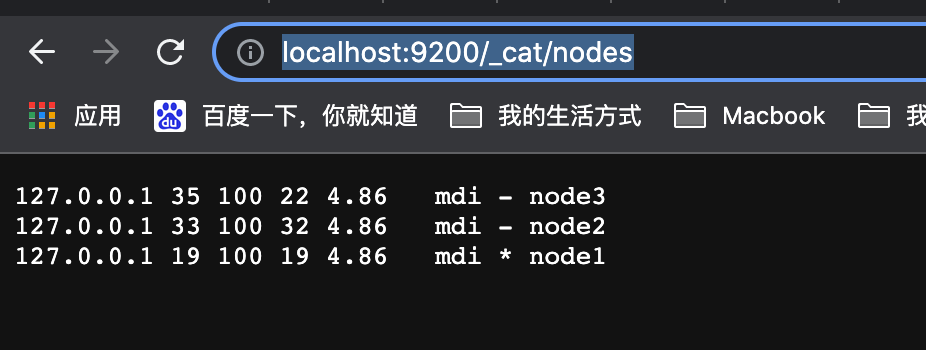 localhost:9200/_cat/nodes
应用 du 百度一下，你就知道 我的生活方式 Macbook 我
127.0.0.1 35 100 22 4.86 mdi - node3
127.0.0.1 33 100 32 4.86 mdi - node2
127.0.0.1 19 100 19 4.86 mdi * node1